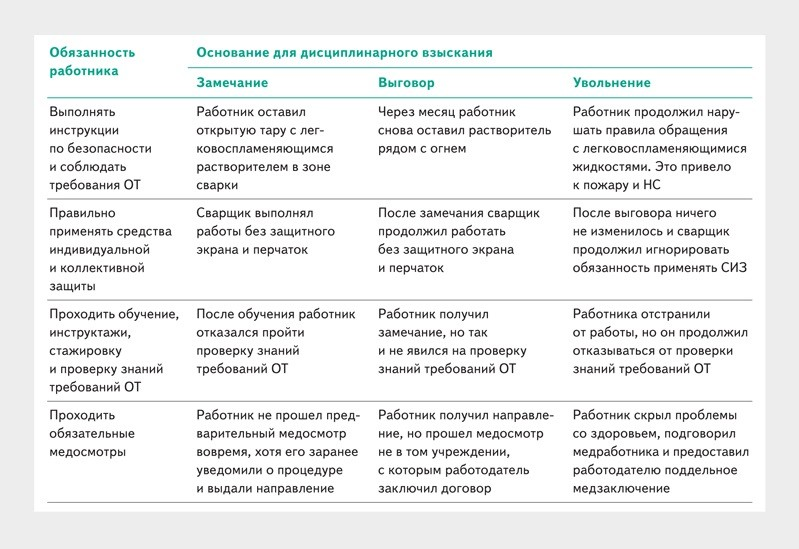 Обязанность
работника
Основание для дисциплинарного взыскания
Замечание
Выговор
Увольнение
Выполнять
инструкции
по безопасности
и соблюдать
требования ОТ
Работник оставил
открытую тару с лег-
ковоспламеняющимся
растворителем в зоне
сварки
Через месяц работник
снова оставил растворитель
рядом с огнем
Работник продолжил нару-
шать правила обращения
с легковоспламеняющимися
жидкостями. Это привело
к пожару и НС
Правильно
применять средства
индивидуальной
и коллективной
защиты
Сварщик выполнял
работы без защитного
экрана и перчаток
После замечания сварщик
продолжил работать
без защитного экрана
и перчаток
После выговора ничего
не изменилось и сварщик
продолжил игнорировать
обязанность применять СИЗ
Проходить обучение,
инструктажи,
стажировку
и проверку знаний
требований ОТ
После обучения работник
отказался пройти
проверку знаний
требований ОТ
Работник получил
замечание, но так
и не явился на проверку
знаний требований ОТ
Работника отстранили
от работы, но он продолжил
отказываться от проверки
знаний требований ОТ
Проходить
обязательные
медосмотры
Работник не прошел пред-
варительный медосмотр
вовремя, хотя его заранее
уведомили о процедуре
и выдали направление
Работник получил направле-
ние, но прошел медосмотр
не в том учреждении,
с которым работодатель
заключил договор
Работник скрыл проблемы
со здоровьем, подговорил
медработника и предоставил
работодателю поддельное
медзаключение